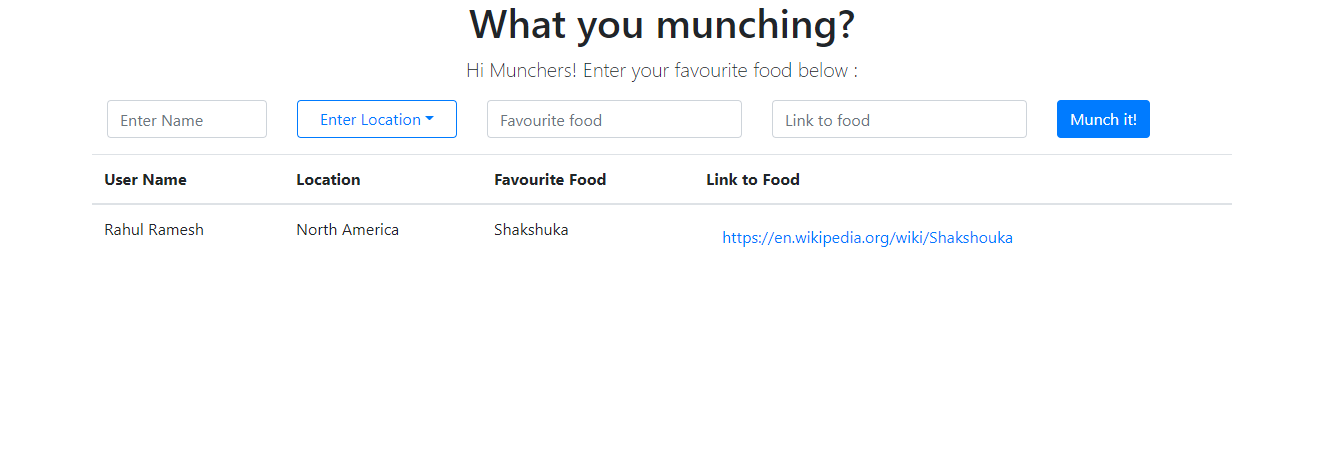 What you munching?
Hi Munchers! Enter your favourite food below :
Enter Name Enter Location Favourite food Link to food Munch it!
User Name Location Favourite Food Link to Food
Rahul Ramesh North America Shakshuka https://en.wikipedia.org/wiki/Shakshouka